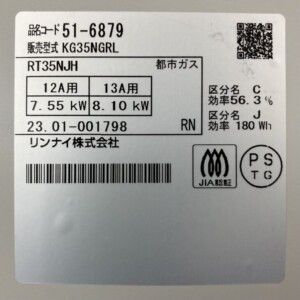 品名コード 51-6879
販売型式 KG35NGRL
RT35NJH 都市ガス
12A用 13A用
7.55 kW 8.10 kW
23.01-001798 RN
リンナイ株式会社
区分名 C
効率 56.3 %
区分名 J
効率 180 Wh
JIA認証
PS
TG